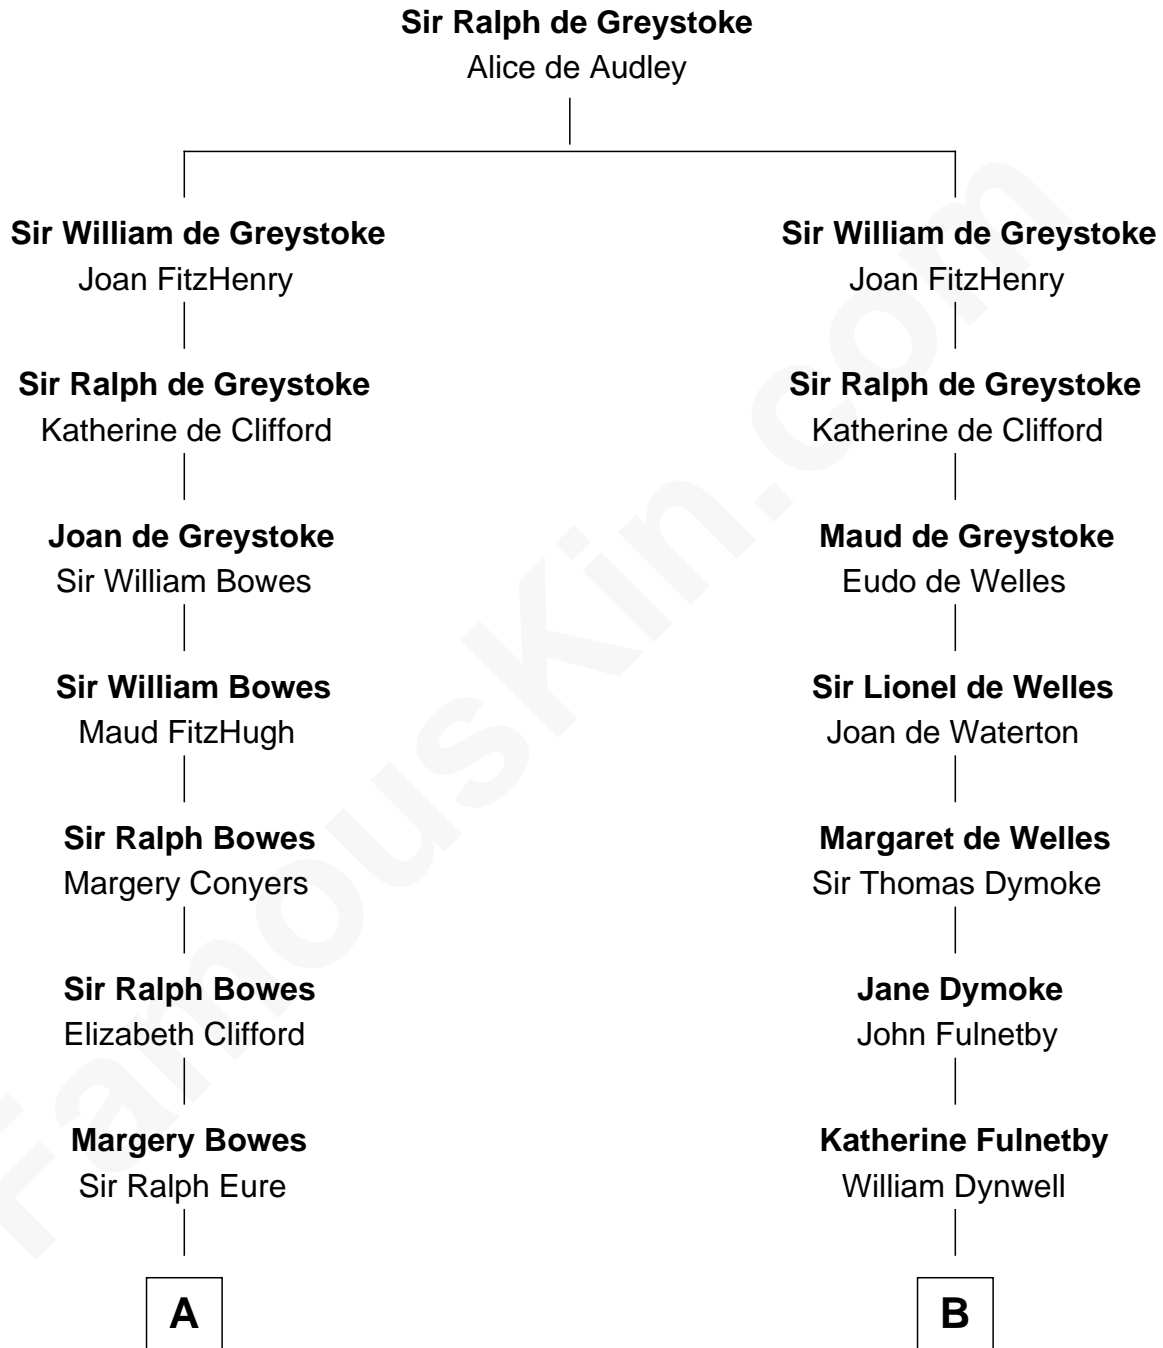 Sir Ralph de Greystoke
Alice de Audley
Sir William de Greystoke
Joan FitzHenry
Sir William de Greystoke
Joan FitzHenry
Sir Ralph de Greystoke
Katherine de Clifford
Sir Ralph de Greystoke
Katherine de Clifford
Joan de Greystoke
Sir William Bowes
Maud de Greystoke
Eudo de Welles
Sir William Bowes
Maud FitzHugh
Sir Lionel de Welles
Joan de Waterton
Sir Ralph Bowes
Margery Conyers
Margaret de Welles
Sir Thomas Dymoke
Sir Ralph Bowes
Elizabeth Clifford
Jane Dymoke
John Fulnetby
Margery Bowes
Sir Ralph Eure
Katherine Fulnetby
William Dynwell
A
B
FamousKin.com